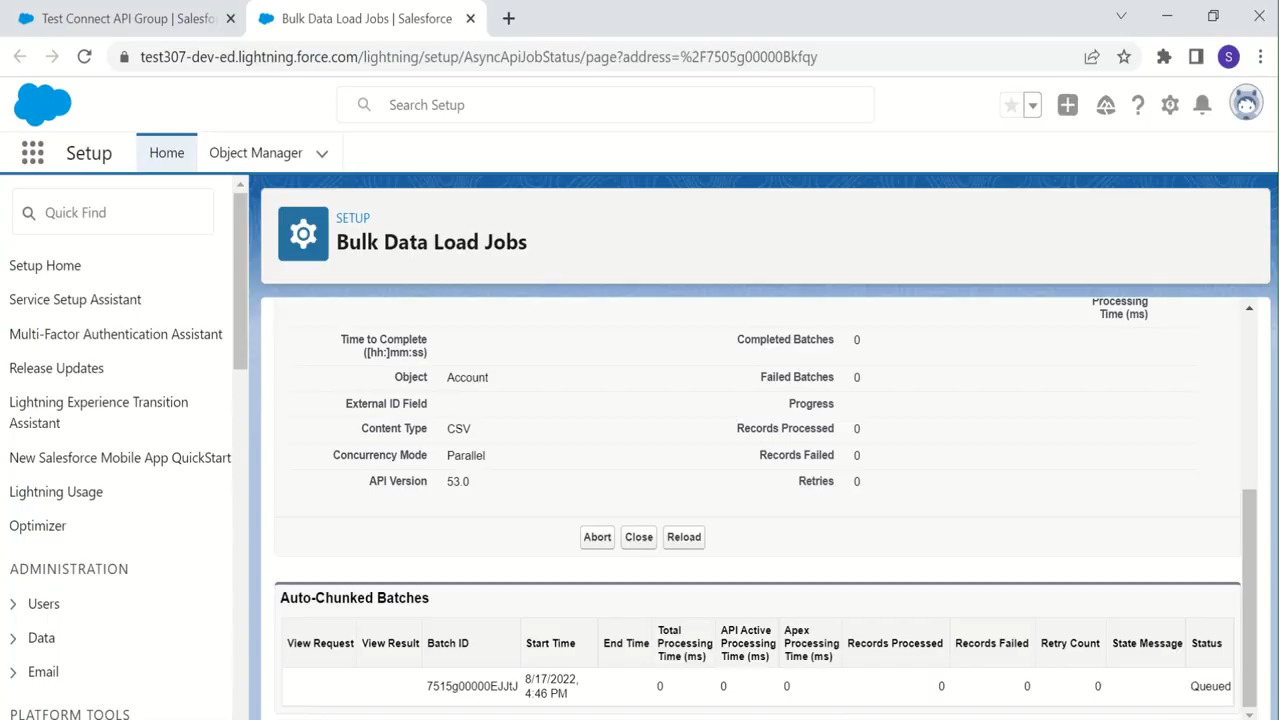 Test Connect API Group | Salesfo
Bulk Data Load Jobs | Salesforce
test307-dev-ed.lightning.force.com/lightning/setup/AsyncApiJobStatus/page?address=%2F7505g00000Bkfqy
S
Search Setup
Setup
Home
Object Manager
Quick Find
Setup Home
Service Setup Assistant
Multi-Factor Authentication Assistant
Release Updates
Lightning Experience Transition
Assistant
New Salesforce Mobile App QuickStart
Lightning Usage
Optimizer
ADMINISTRATION
Users
Data
Email
PLATFORM TOOLS
SETUP
Bulk Data Load Jobs
Processing
Time (ms)
Time to Complete
([hh:]mm:ss)
Completed Batches 0
Object Account
Failed Batches 0
External ID Field
Progress
Content Type CSV
Records Processed 0
Concurrency Mode Parallel
Records Failed 0
API Version 53.0
Retries 0
Abort Close Reload
Auto-Chunked Batches
View Request
View Result
Batch ID
Start Time
End Time
Total
Processing
Time (ms)
API Active
Processing
Time (ms)
Apex
Processing
Time (ms)
Records Processed
Records Failed
Retry Count
State Message
Status
7515g00000EJJtJ
8/17/2022,
4:46 PM
0
0
0
0
0
0
Queued